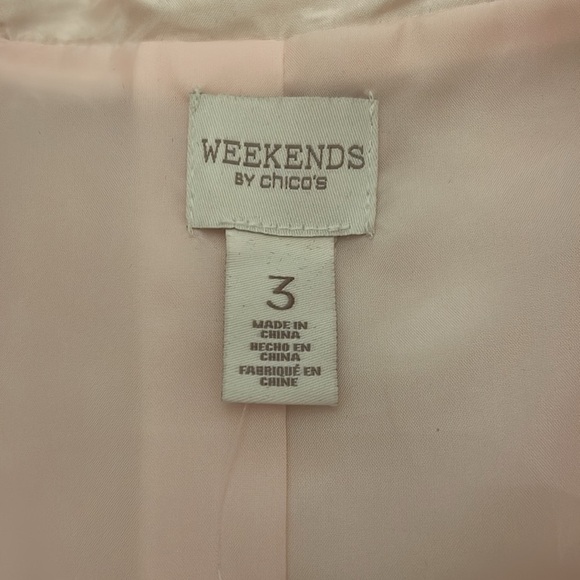 WEEKENDS
BY chico's
3
MADE IN
CHINA
HECHO EN
CHINA
FABRIQUÉ EN
CHINE